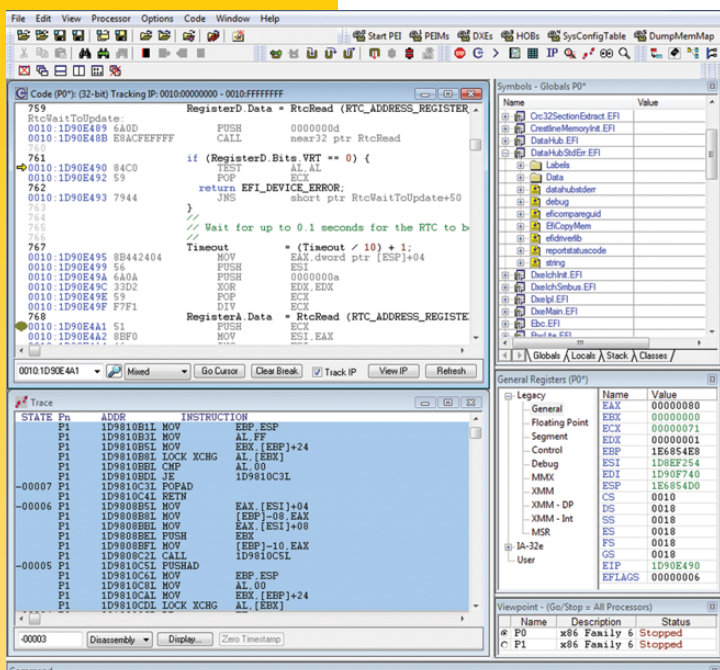 File Edit View Processor Options Code Window Help
Start PEI PEIMs DXEs HOBs SysConfigTable DumpMemMap
Code (P0*): (32-bit) Tracking IP: 0010:00000000 - 0010:FFFFFFFF
759 RegisterD.Data = RtcRead (RTC_ADDRESS_REGISTER_
RtcWaitToUpdate:
0010:1D90E489 6A0D PUSH 0000000d
0010:1D90E48B E8ACFEFFFF CALL near32 ptr RtcRead
760
761 if (RegisterD.Bits.VRT == 0) {
0010:1D90E490 84C0 TEST AL,AL
0010:1D90E492 59 POP ECX
762 return EFI_DEVICE_ERROR;
0010:1D90E493 7944 JNS short ptr RtcWaitToUpdate+50
763 }
764 //
765 // Wait for up to 0.1 seconds for the RTC to be
766 //
767 Timeout = (Timeout / 10) + 1;
0010:1D90E495 8B442404 MOV EAX,dword ptr [ESP]+04
0010:1D90E499 56 PUSH ESI
0010:1D90E49A 6A0A PUSH 0000000a
0010:1D90E49C 33D2 XOR EDX,EDX
0010:1D90E49E 59 POP ECX
0010:1D90E49F F7F1 DIV ECX
768 RegisterA.Data = RtcRead (RTC_ADDRESS_REGISTE
0010:1D90E4A1 51 PUSH ECX
0010:1D90E4A2 8BF0 MOV ESI,EAX
0010:1D90E4A1 Mixed Go Cursor Clear Break Track IP View IP Refresh
Trace
STATE Pn ADDR INSTRUCTION
P1 1D9810B1L MOV EBP,ESP
P1 1D9810B3L MOV AL,FF
P1 1D9810B5L MOV EBX,[EBP]+24
P1 1D9810B8L LOCK XCHG AL,[EBX]
P1 1D9810BBL CMP AL,00
P1 1D9810BDL JE 1D9810C3L
-00007 P1 1D9810C3L POPAD
P1 1D9810C4L RETN
-00006 P1 1D9808B5L MOV EAX,[ESI]+04
P1 1D9808B8L MOV [EBP]-08,EAX
P1 1D9808BBL MOV EAX,[ESI]+08
P1 1D9808BEL PUSH EBX
P1 1D9808BFL MOV [EBP]-10,EAX
P1 1D9808C2L CALL 1D9810C5L
-00005 P1 1D9810C5L PUSHAD
P1 1D9810C6L MOV EBP,ESP
P1 1D9810C8L MOV AL,00
P1 1D9810CAL MOV EBX,[EBP]+24
P1 1D9810CDL LOCK XCHG AL,[EBX]
-00003 Disassembly Display... Zero Timestamp
Symbols - Globals P0*
Name Value
Crc32SectionExtract.EFI
CrestlineMemoryInit.EFI
DataHub.EFI
DataHubStdErr.EFI
Labels
Data
datahubstderr
debug
eficompareguid
EfiCopyMem
efidriverlib
reportstatuscode
string
DxeIchInit.EFI
DxeIchSmbus.EFI
DxeIpl.EFI
DxeMain.EFI
Ebc.EFI
Globals Locals Stack Classes
General Registers (P0*)
Legacy
General
Floating Point
Segment
Control
Debug
MMX
XMM
XMM - DP
XMM - Int
MSR
IA-32e
User
Name Value
EAX 00000080
EBX 00000000
ECX 00000071
EDX 00000001
EBP 1E6854E8
ESI 1D8EF254
EDI 1D90F740
ESP 1E6854D0
CS 0010
DS 0018
SS 0018
ES 0018
FS 0018
GS 0018
EIP 1D90E490
EFLAGS 00000006
Viewpoint - (Go/Stop = All Processors)
Name Description Status
P0 x86 Family 6 Stopped
P1 x86 Family 6 Stopped